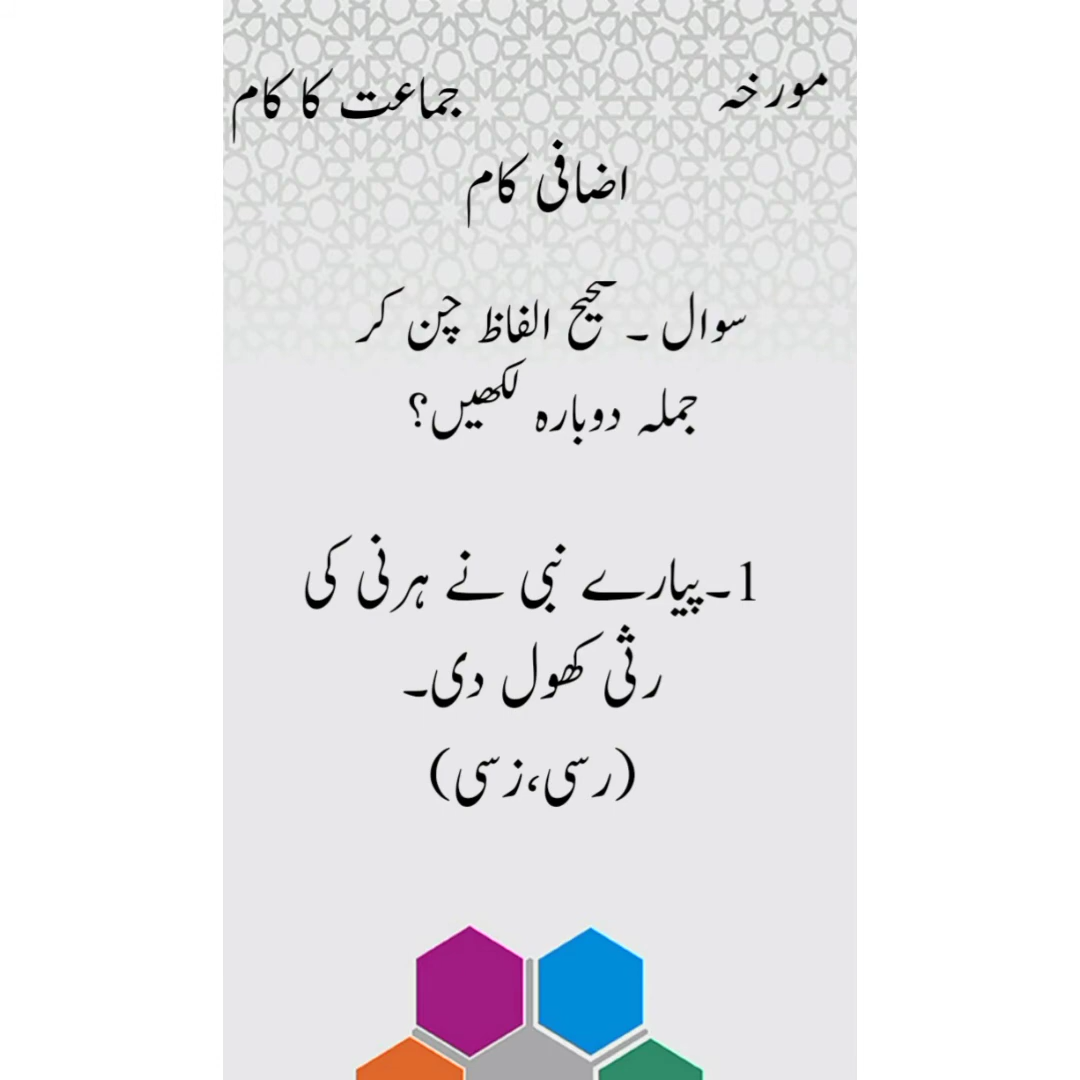 مورخہ جماعت کا کام
اضافی کام
سوال ۔ صحیح الفاظ چن کر
جملہ دوبارہ لکھیں؟
1۔پیارے نبی نے ہرنی کی
رثی کھول دی۔
(رسی،زسی)